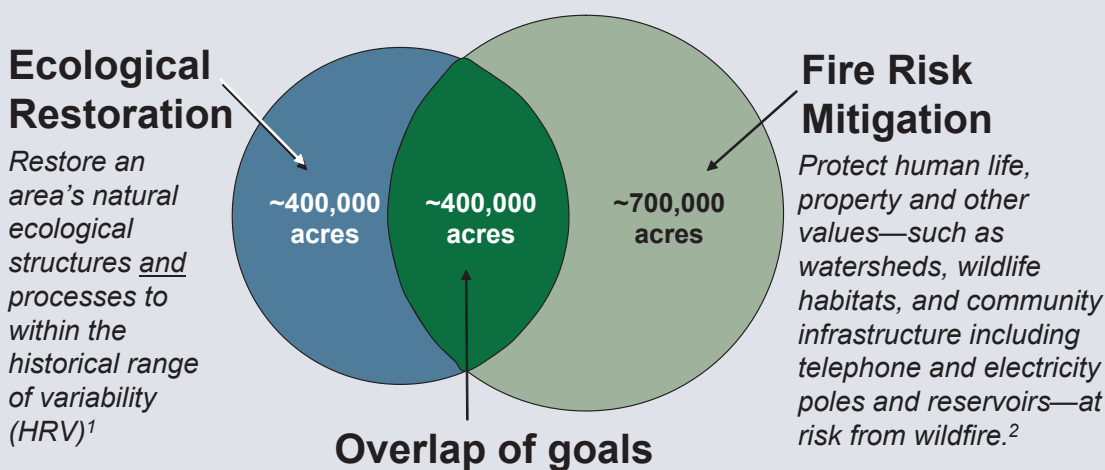 Ecological
Restoration
Restore an
area’s natural
ecological
structures and
processes to
within the
historical range
of variability
(HRV)1
~400,000
acres
~400,000
acres
~700,000
acres
Overlap of goals
Fire Risk
Mitigation
Protect human life,
property and other
values—such as
watersheds, wildlife
habitats, and community
infrastructure including
telephone and electricity
poles and reservoirs—at
risk from wildfire.2